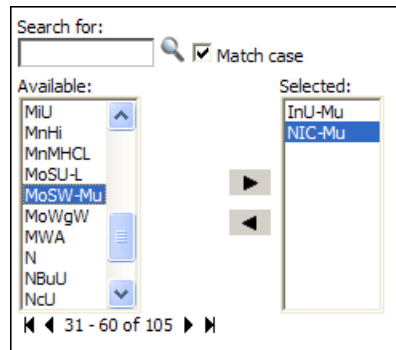 Search for:
Match case
Available:
Selected:
MiU
MnHi
MnMHCL
MoSU-L
MoSW-Mu
MoWgW
MWA
N
NBuU
NcU
InU-Mu
NIC-Mu
31 - 60 of 105